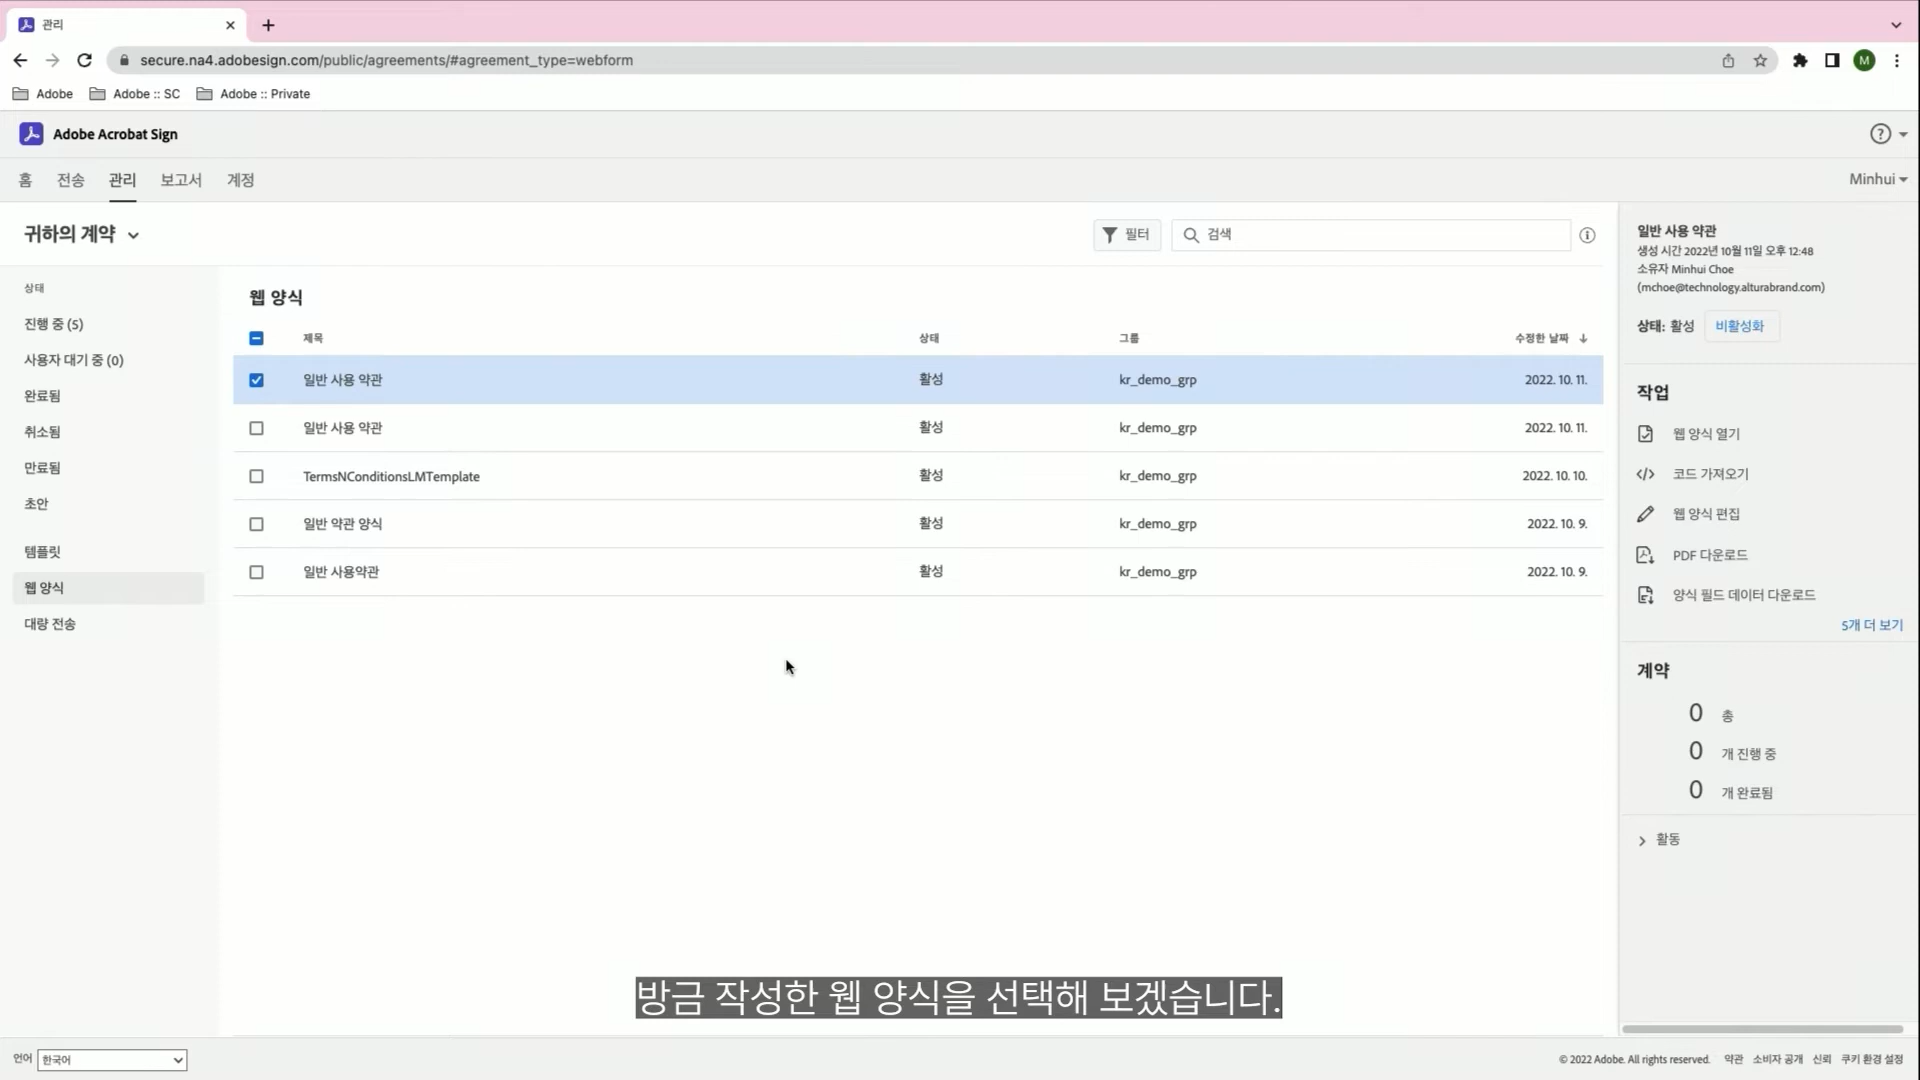 관리
secure.na4.adobesign.com/public/agreements/#agreement_type=webform
M
Adobe Adobe :: SC Adobe :: Private
Adobe Acrobat Sign
홈 전송 관리 보고서 계정
Minhui
귀하의 계약
필터
검색
상태
진행 중 (5)
사용자 대기 중 (0)
완료됨
취소됨
만료됨
초안
템플릿
웹 양식
대량 전송
웹 양식
제목 상태 그룹 수정한 날짜
일반 사용 약관 활성 kr_demo_grp 2022. 10. 11.
일반 사용 약관 활성 kr_demo_grp 2022. 10. 11.
TermsNConditionsLMTemplate 활성 kr_demo_grp 2022. 10. 10.
일반 약관 양식 활성 kr_demo_grp 2022. 10. 9.
일반 사용약관 활성 kr_demo_grp 2022. 10. 9.
일반 사용 약관
생성 시간 2022년 10월 11일 오후 12:48
소유자 Minhui Choe
(mchoe@technology.alturabrand.com)
상태: 활성 비활성화
작업
웹 양식 열기
코드 가져오기
웹 양식 편집
PDF 다운로드
양식 필드 데이터 다운로드
5개 더 보기
계약
0 총
0 개 진행 중
0 개 완료됨
활동
방금 작성한 웹 양식을 선택해 보겠습니다.
언어 한국어
© 2022 Adobe. All rights reserved. 약관 소비자 공개 신뢰 쿠키 환경 설정